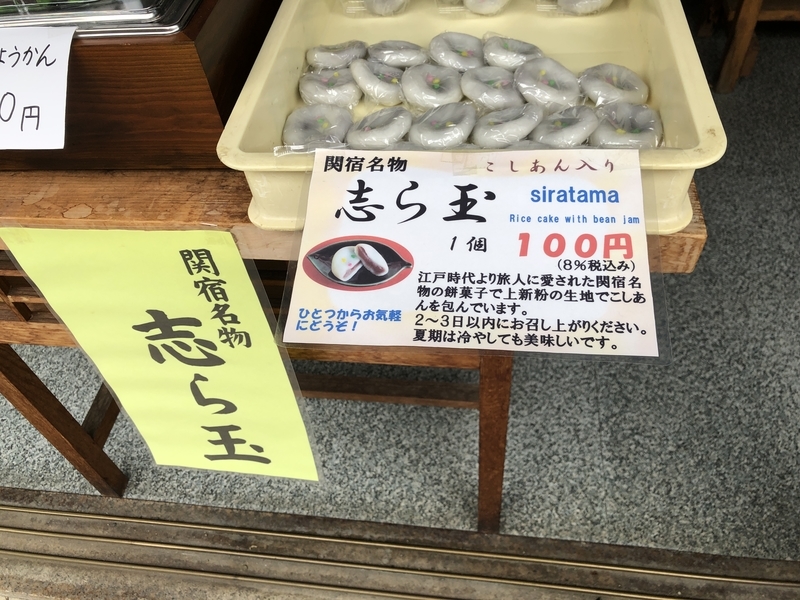 ようかん
0円
関宿名物
こしあん入り
志ら玉
siratama
Rice cake with bean jam
1個 100円
(8%税込み)
江戸時代より旅人に愛された関宿名
物の餅菓子で上新粉の生地でこしあ
んを包んでいます。
2〜3日以内にお召し上がりください。
夏期は冷やしても美味しいです。
ひとつからお気軽
にどうぞ!
関宿名物
志ら玉